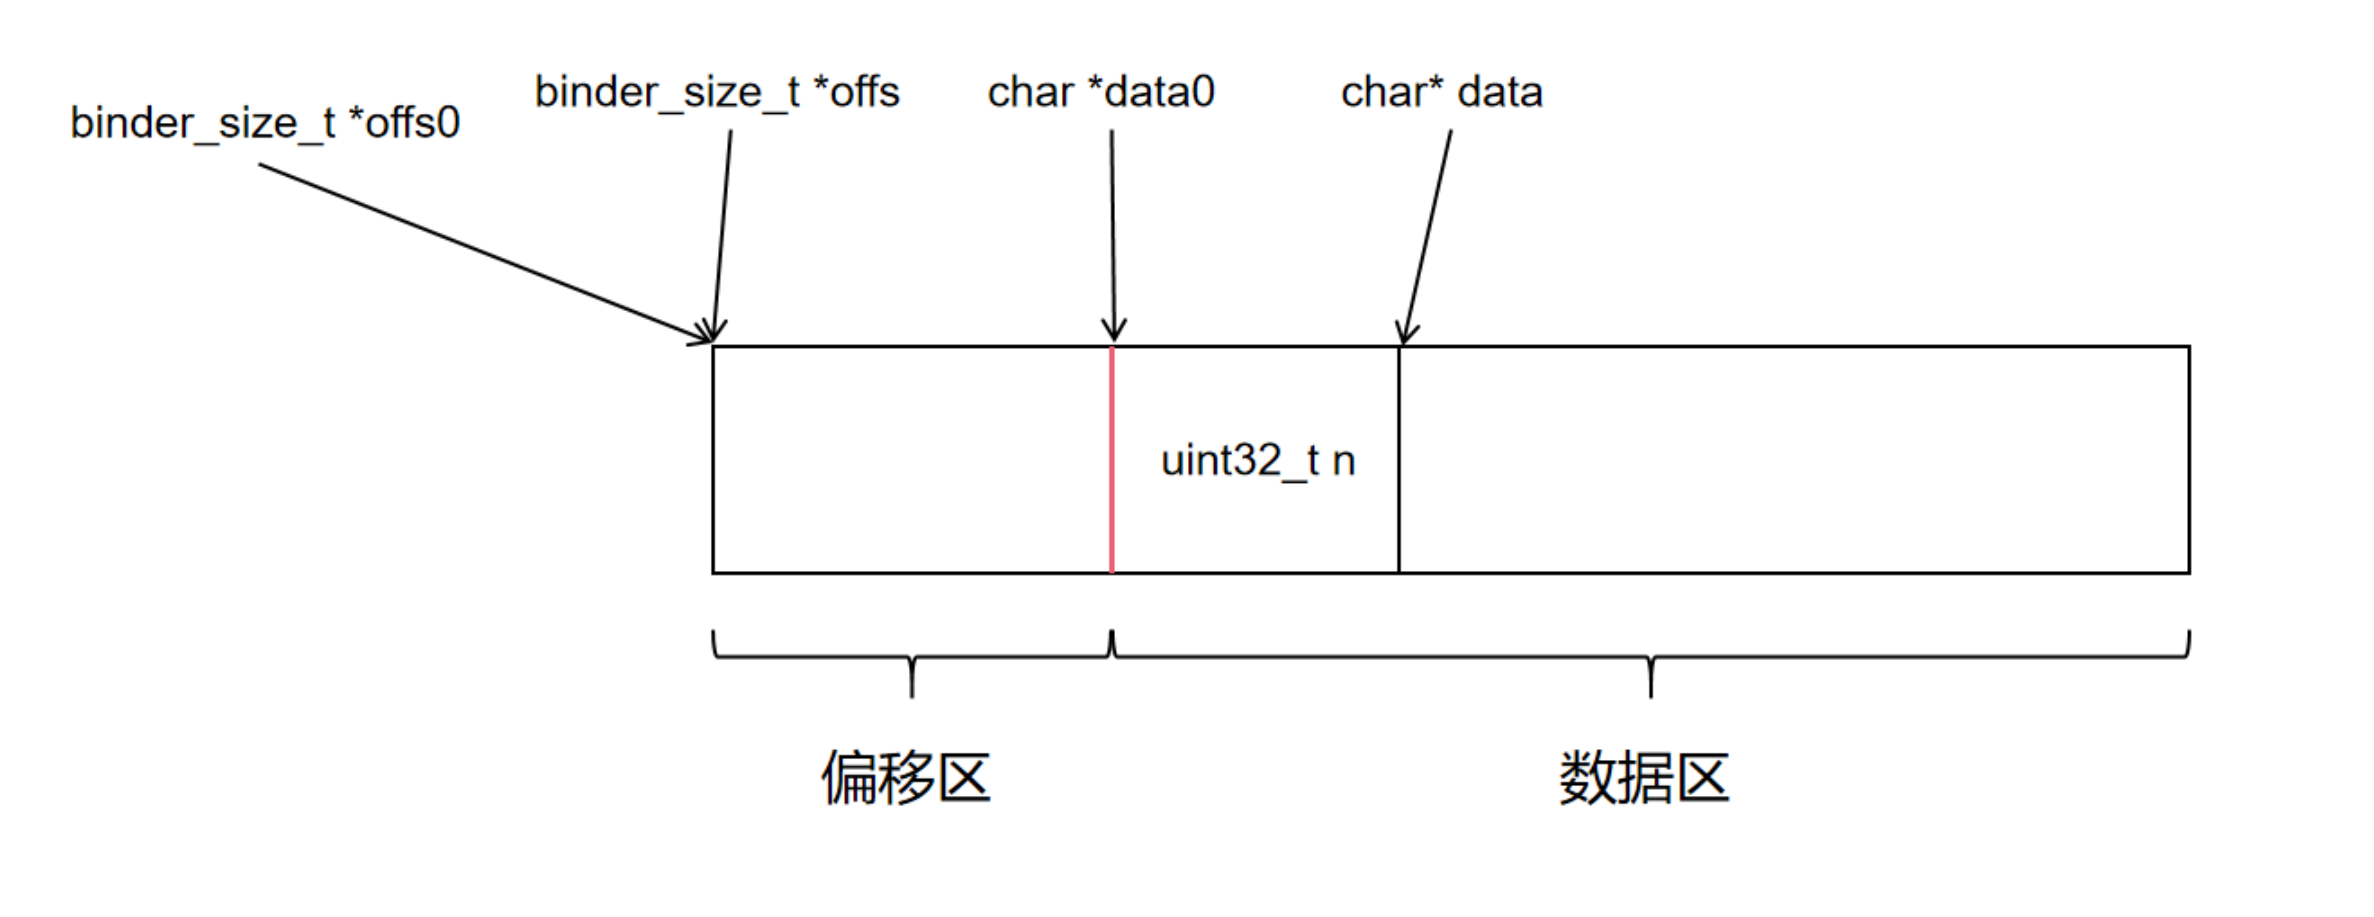 binder_size_t *offs0
binder_size_t *offs
char *data0
char* data
uint32_t n
偏移区
数据区